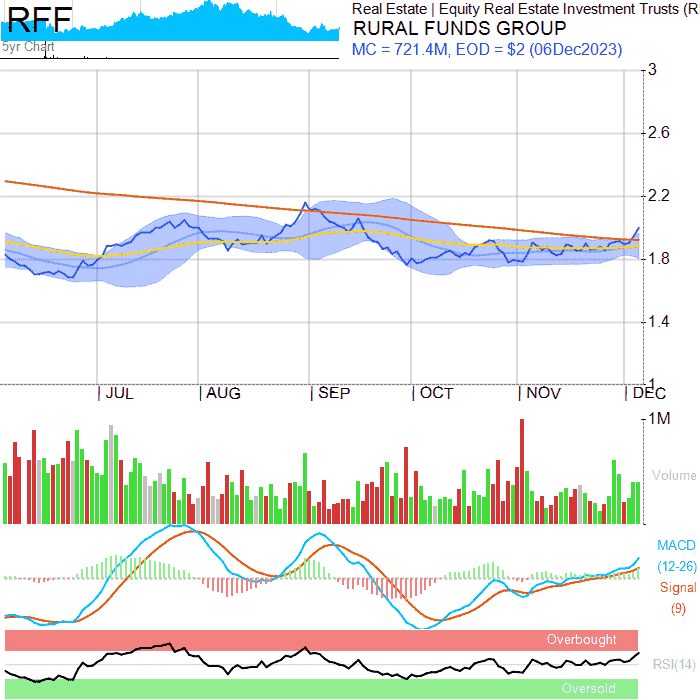 RFF
Real Estate | Equity Real Estate Investment Trusts (R
RURAL FUNDS GROUP
MC = 721.4M, EOD = $2 (06Dec2023)
5yr Chart
3
2.6
2.2
1.8
1.4
1
JUL AUG SEP OCT NOV DEC
1M
Volume
MACD
(12-26)
Signal
(9)
Overbought
RSI(14)
Oversold